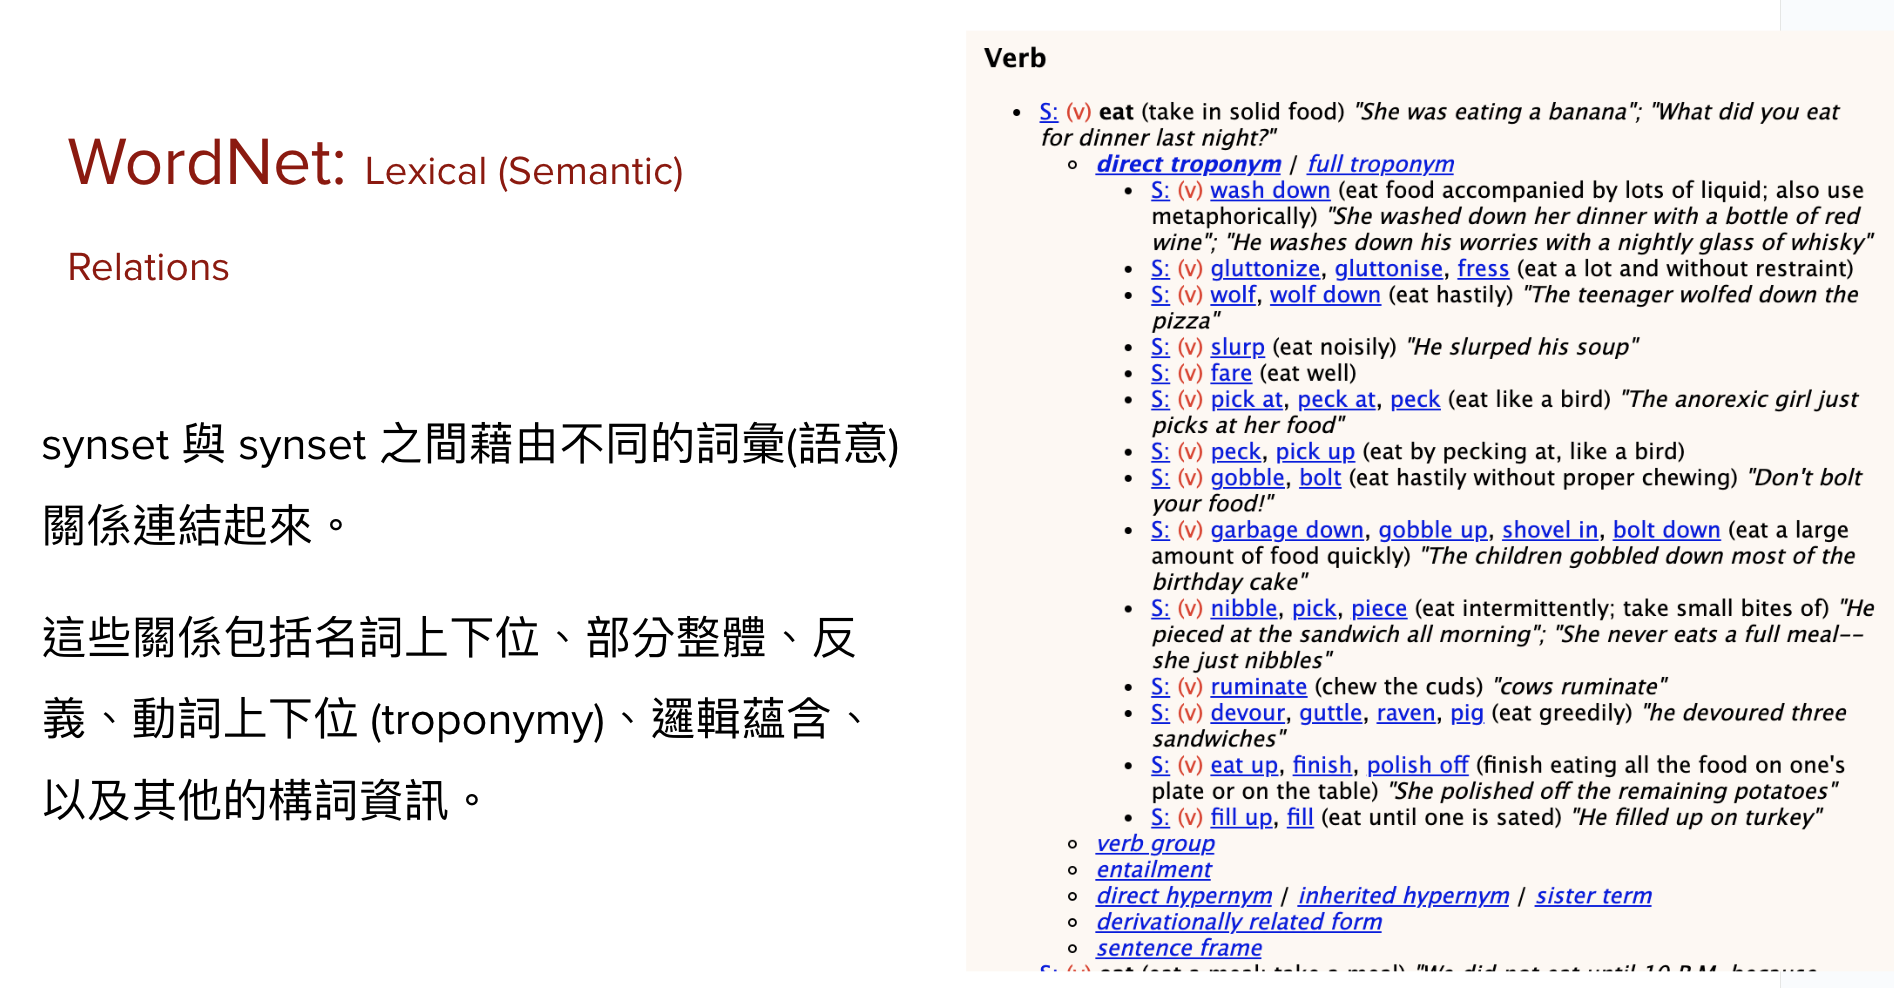 WordNet: Lexical (Semantic)
Relations
synset 與 synset 之間藉由不同的詞彙(語意)
關係連結起來。
這些關係包括名詞上下位、部分整體、反
義、動詞上下位 (troponymy)、邏輯蘊含、
以及其他的構詞資訊。
Verb
• S: (v) eat (take in solid food) "She was eating a banana"; "What did you eat
for dinner last night?"
○ direct troponym / full troponym
• S: (v) wash down (eat food accompanied by lots of liquid; also use
metaphorically) "She washed down her dinner with a bottle of red
wine"; "He washes down his worries with a nightly glass of whisky"
• S: (v) gluttonize, gluttonise, fress (eat a lot and without restraint)
• S: (v) wolf, wolf down (eat hastily) "The teenager wolfed down the
pizza"
• S: (v) slurp (eat noisily) "He slurped his soup"
• S: (v) fare (eat well)
• S: (v) pick at, peck at, peck (eat like a bird) "The anorexic girl just
picks at her food"
• S: (v) peck, pick up (eat by pecking at, like a bird)
• S: (v) gobble, bolt (eat hastily without proper chewing) "Don't bolt
your food!"
• S: (v) garbage down, gobble up, shovel in, bolt down (eat a large
amount of food quickly) "The children gobbled down most of the
birthday cake"
• S: (v) nibble, pick, piece (eat intermittently; take small bites of) "He
pieced at the sandwich all morning"; "She never eats a full meal--
she just nibbles"
• S: (v) ruminate (chew the cuds) "cows ruminate"
• S: (v) devour, guttle, raven, pig (eat greedily) "he devoured three
sandwiches"
• S: (v) eat up, finish, polish off (finish eating all the food on one's
plate or on the table) "She polished off the remaining potatoes"
• S: (v) fill up, fill (eat until one is sated) "He filled up on turkey"
○ verb group
○ entailment
○ direct hypernym / inherited hypernym / sister term
○ derivationally related form
○ sentence frame
S: (v) eat (eat a meal; take a meal) "We did not eat until 10 P.M. because